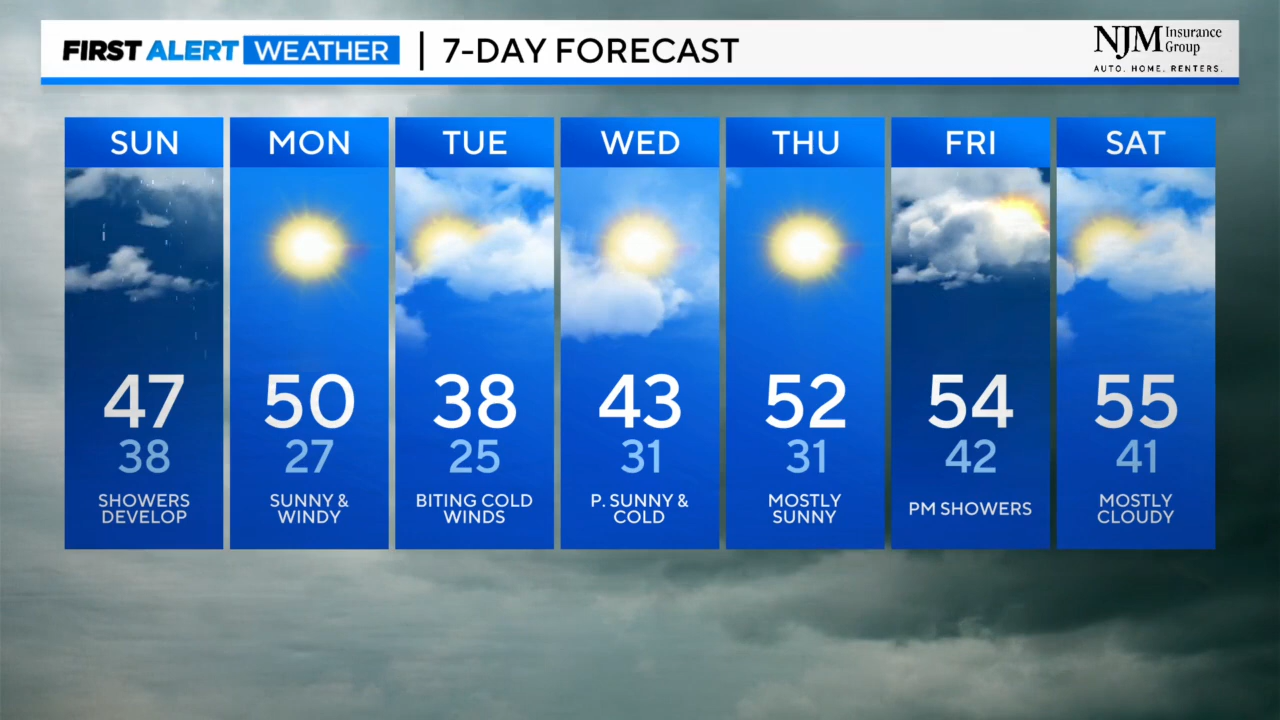 FIRST ALERT WEATHER | 7-DAY FORECAST
NJM Insurance Group
AUTO. HOME. RENTERS.
SUN
47
38
SHOWERS
DEVELOP
MON
50
27
SUNNY &
WINDY
TUE
38
25
BITING COLD
WINDS
WED
43
31
P. SUNNY &
COLD
THU
52
31
MOSTLY
SUNNY
FRI
54
42
PM SHOWERS
SAT
55
41
MOSTLY
CLOUDY